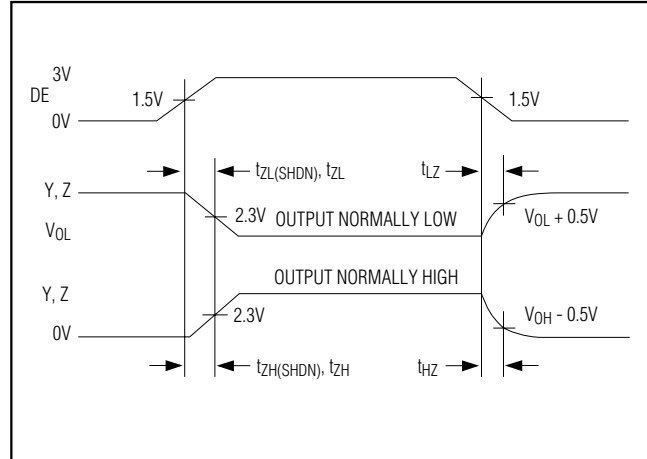 3V
DE
1.5V
1.5V
0V
tZL(SHDN), tZL
tLZ
Y, Z
2.3V
OUTPUT NORMALLY LOW
VOL + 0.5V
VOL
OUTPUT NORMALLY HIGH
Y, Z
2.3V
VOH - 0.5V
0V
tZH(SHDN), tZH
tHZ